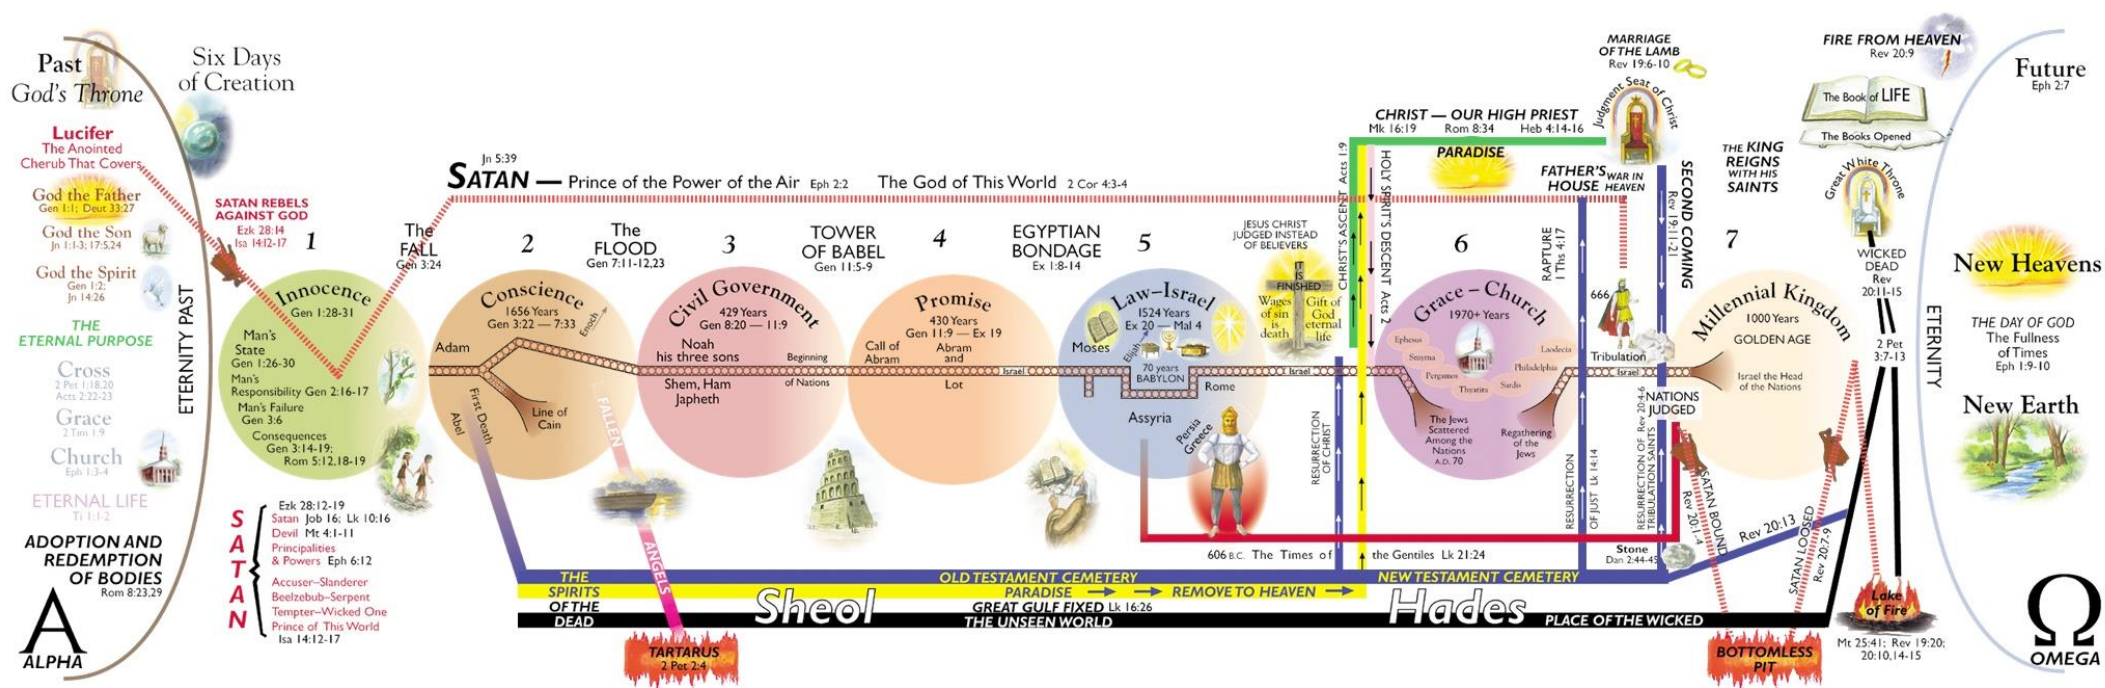 Past
God's Throne
Lucifer
The Anointed
Cherub That Covers
God the Father
Gen 1:1; Deut 33:27
God the Son
Jn 1:1-3; 17:5,24
God the Spirit
Gen 1:2;
Jn 14:26
THE
ETERNAL PURPOSE
Cross
2 Pet 1:18,20
Acts 2:22-23
Grace
2 Tim 1:9
Church
Eph 1:3-4
ETERNAL LIFE
Ti 1:1-2
ADOPTION AND
REDEMPTION
OF BODIES
Rom 8:23,29
Α
ALPHA
ETERNITY PAST
Six Days
of Creation
SATAN REBELS
AGAINST GOD
Ezk 28:14
Isa 14:12-17
1
Innocence
Gen 1:28-31
Man's
State
Gen 1:26-30
Man's
Responsibility Gen 2:16-17
Man's Failure
Gen 3:6
Consequences
Gen 3:14-19;
Rom 5:12,18-19
SATAN
Ezk 28:12-19
Satan Job 16; Lk 10:16
Devil Mt 4:1-11
Principalities
& Powers Eph 6:12
Accuser–Slanderer
Beelzebub–Serpent
Tempter–Wicked One
Prince of This World
Isa 14:12-17
The
FALL
Gen 3:24
Jn 5:39
SATAN — Prince of the Power of the Air Eph 2:2 The God of This World 2 Cor 4:3-4
2
Conscience
1656 Years
Gen 3:22 — 7:33
Enoch
Adam
Line of
Cain
First Death
Abel
The
FLOOD
Gen 7:11-12,23
FALLEN
ANGELS
TARTARUS
2 Pet 2:4
3
Civil Government
429 Years
Gen 8:20 — 11:9
Noah
his three sons
Shem, Ham
Japheth
Beginning
of Nations
TOWER
OF BABEL
Gen 11:5-9
4
Promise
430 Years
Gen 11:9 — Ex 19
Call of
Abram
Abram
and
Lot
Israel
EGYPTIAN
BONDAGE
Ex 1:8-14
5
Law–Israel
1524 Years
Ex 20 — Mal 4
Moses
Elijah
70 years
BABYLON
Rome
Assyria
Persia
Greece
Israel
JESUS CHRIST
JUDGED INSTEAD
OF BELIEVERS
IT
IS
FINISHED
Wages
of sin
is
death
Gift of
God
eternal
life
RESURRECTION
OF CHRIST
CHRIST'S ASCENT Acts 1:9
HOLY SPIRIT'S DESCENT Acts 2
CHRIST — OUR HIGH PRIEST
Mk 16:19 Rom 8:34 Heb 4:14-16
PARADISE
FATHER'S
HOUSE
WAR IN
HEAVEN
6
Grace – Church
1970+ Years
Ephesus
Smyrna
Pergamos
Thyatira
Sardis
Philadelphia
Laodecia
The Jews
Scattered
Among the
Nations
A.D. 70
Regathering
of the
Jews
RAPTURE
1 Ths 4:17
RESURRECTION
OF JUST Lk 14:14
MARRIAGE
OF THE LAMB
Rev 19:6-10
Judgment Seat of Christ
666
Tribulation
Israel
SECOND COMING
Rev 19:11-21
RESURRECTION OF Rev 20:4-6
TRIBULATION SAINTS
NATIONS
JUDGED
Stone
Dan 2:44-45
606 B.C. The Times of the Gentiles Lk 21:24
THE
SPIRITS
OF THE
DEAD
OLD TESTAMENT CEMETERY
NEW TESTAMENT CEMETERY
PARADISE
REMOVE TO HEAVEN
Sheol
GREAT GULF FIXED Lk 16:26
THE UNSEEN WORLD
Hades
PLACE OF THE WICKED
THE KING
REIGNS
WITH HIS
SAINTS
7
Millennial Kingdom
1000 Years
GOLDEN AGE
Israel the Head
of the Nations
SATAN BOUND
Rev 20:1-4
SATAN LOOSED
Rev 20:7-9
Rev 20:13
BOTTOMLESS
PIT
FIRE FROM HEAVEN
Rev 20:9
The Book of LIFE
The Books Opened
Great White Throne
WICKED
DEAD
Rev
20:11-15
2 Pet
3:7-13
Lake
of Fire
Mt 25:41; Rev 19:20;
20:10,14-15
ETERNITY
Future
Eph 2:7
New Heavens
THE DAY OF GOD
The Fullness
of Times
Eph 1:9-10
New Earth
Ω
OMEGA